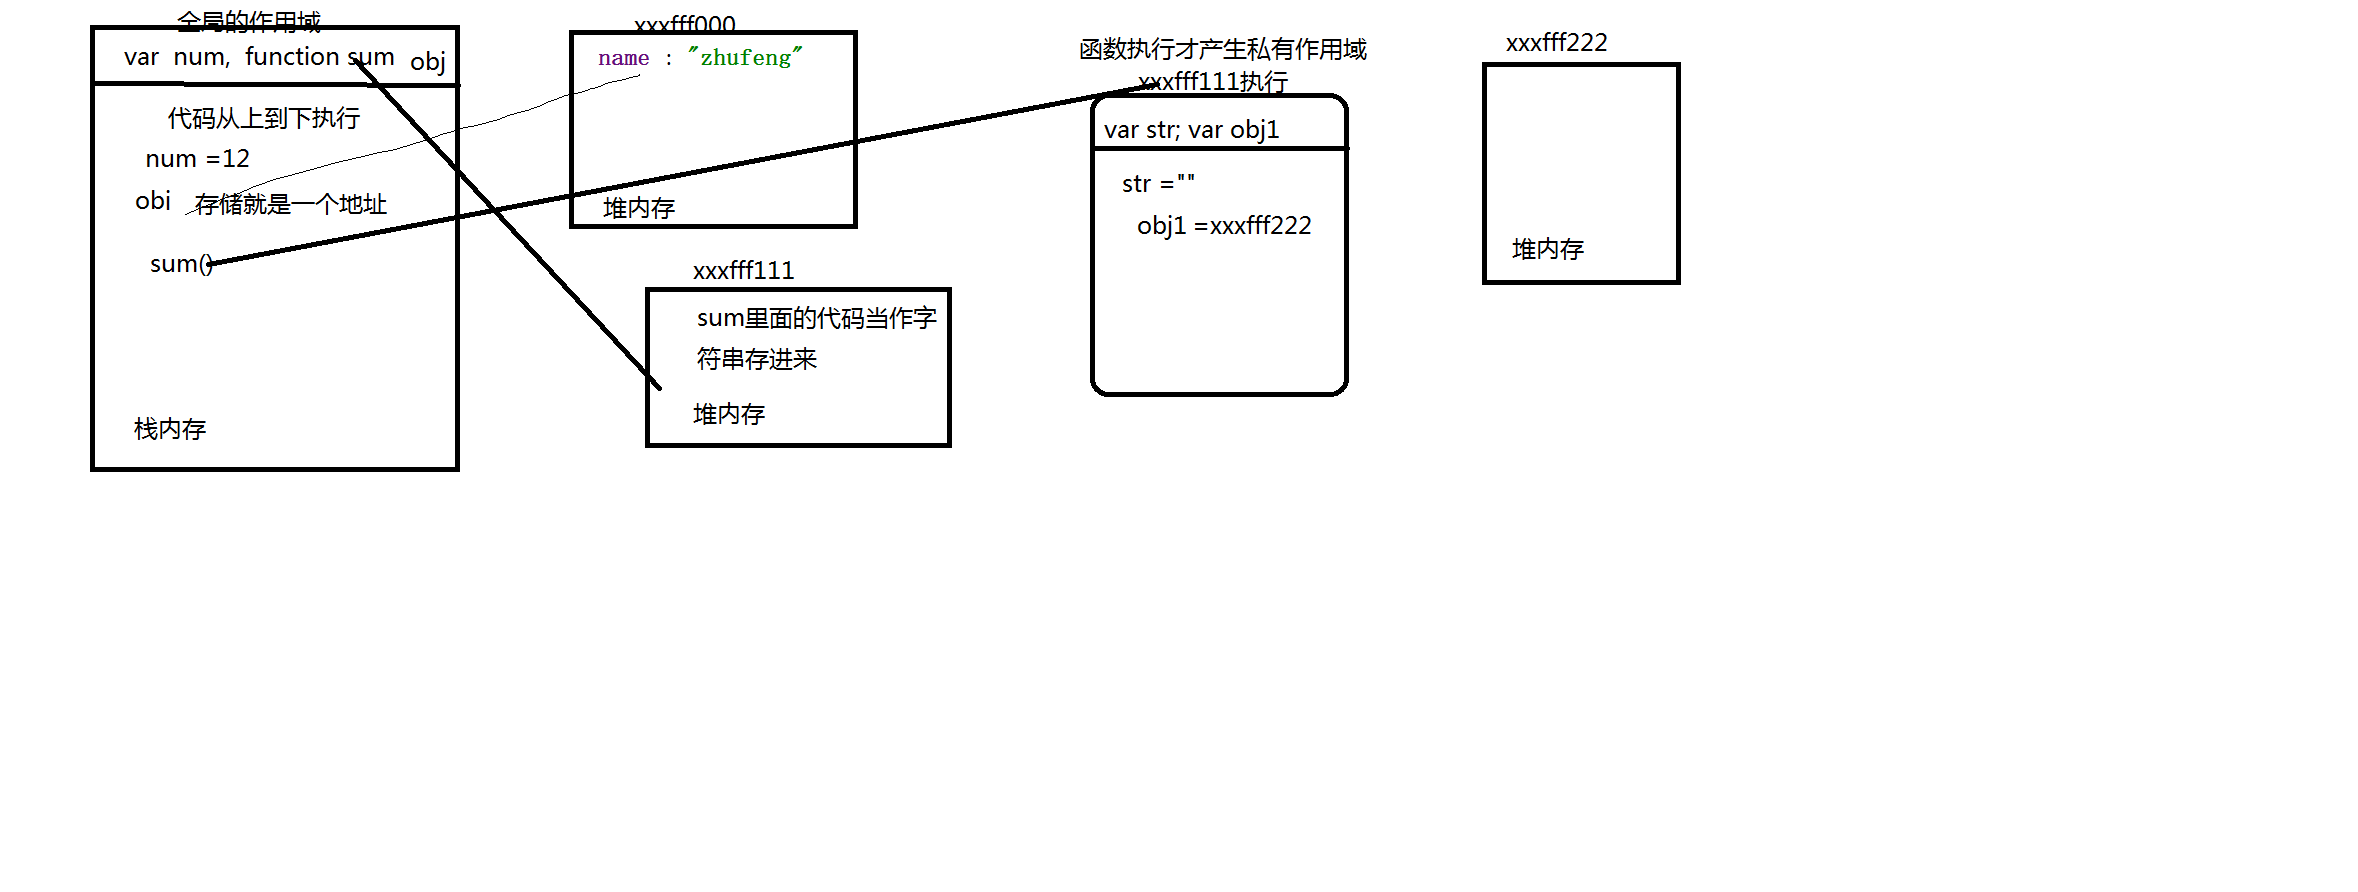 全局的作用域
var  num,  function sum  obj
代码从上到下执行
num =12
obi  存储就是一个地址
sum()
栈内存
xxxfff000
name : "zhufeng"
堆内存
xxxfff111
sum里面的代码当作字
符串存进来
堆内存
函数执行才产生私有作用域
xxxfff111执行
var str; var obj1
str =""
obj1 =xxxfff222
xxxfff222
堆内存